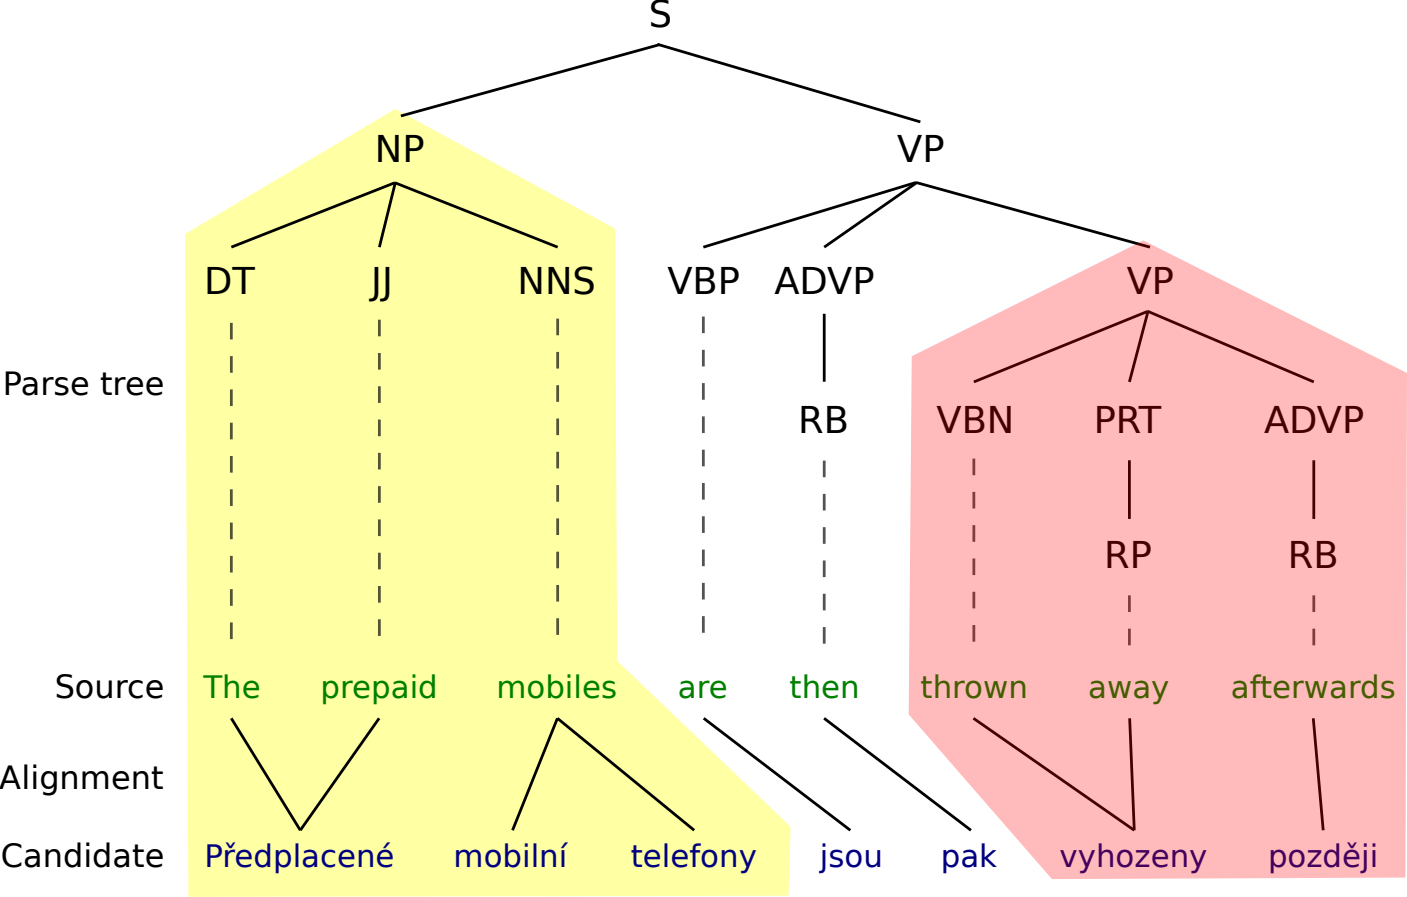 S
NP VP
DT JJ NNS VBP ADVP VP
Parse tree
RB VBN PRT ADVP
RP RB
Source The prepaid mobiles are then thrown away afterwards
Alignment
Candidate Předplacené mobilní telefony jsou pak vyhozeny později